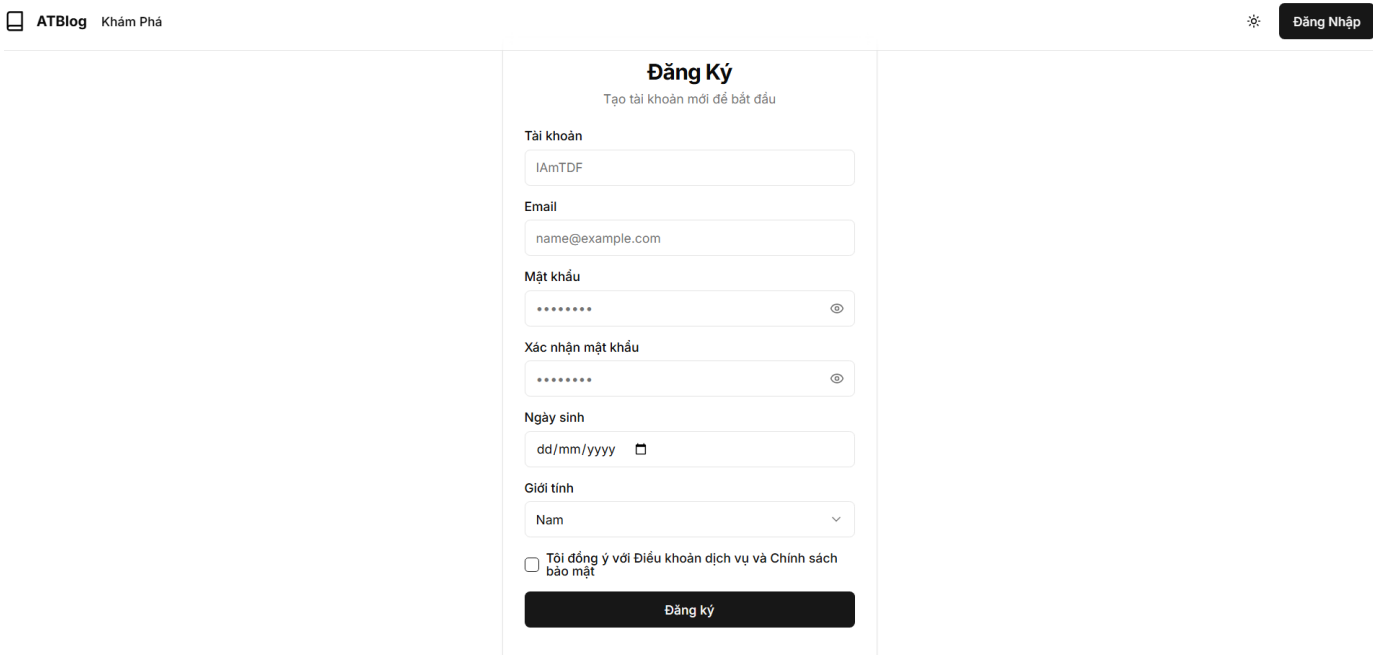 ATBlog Khám Phá Đăng Nhập
Đăng Ký
Tạo tài khoản mới để bắt đầu
Tài khoản
IAmTDF
Email
name@example.com
Mật khẩu
••••••••
Xác nhận mật khẩu
••••••••
Ngày sinh
dd/mm/yyyy
Giới tính
Nam
Tôi đồng ý với Điều khoản dịch vụ và Chính sách
bảo mật
Đăng ký